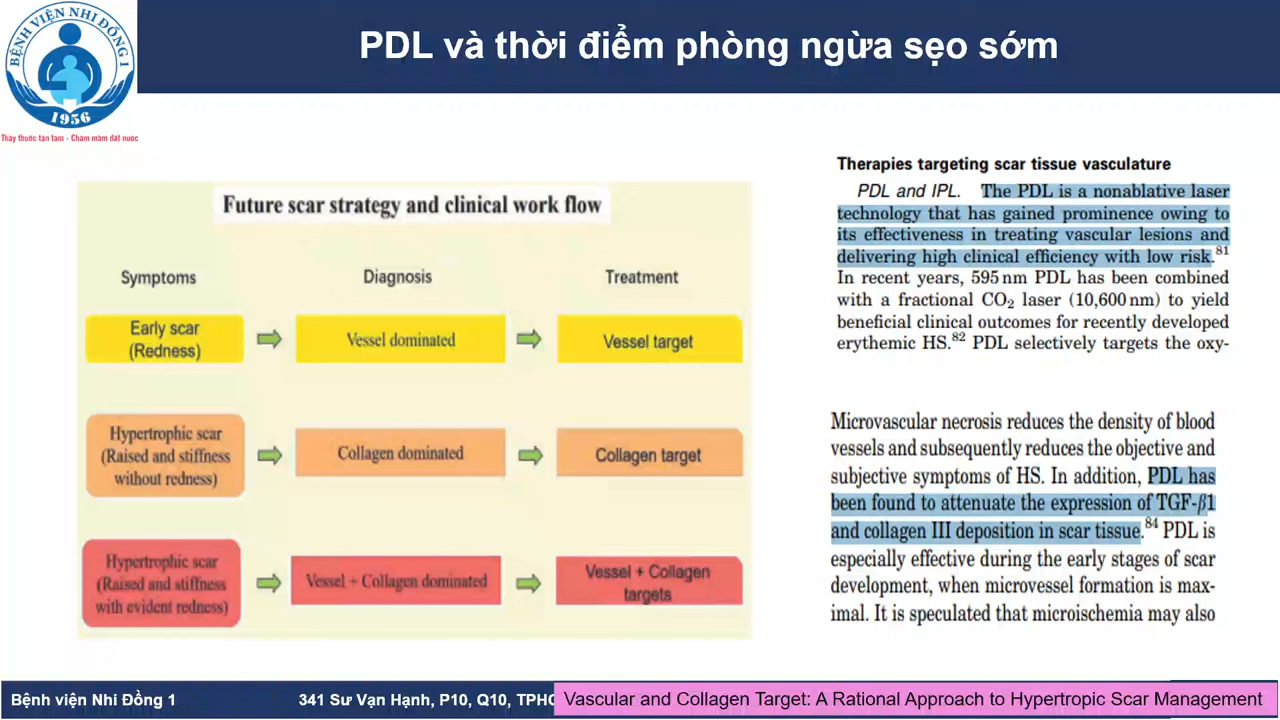 BỆNH VIỆN NHI ĐỒNG 1
1956
Thầy thuốc tận tâm - Chăm mầm đất nước
PDL và thời điểm phòng ngừa sẹo sớm
Future scar strategy and clinical work flow
Symptoms
Diagnosis
Treatment
Early scar
(Redness)
Vessel dominated
Vessel target
Hypertrophic scar
(Raised and stiffness
without redness)
Collagen dominated
Collagen target
Hypertrophic scar
(Raised and stiffness
with evident redness)
Vessel + Collagen dominated
Vessel + Collagen
targets
Therapies targeting scar tissue vasculature
PDL and IPL. The PDL is a nonablative laser
technology that has gained prominence owing to
its effectiveness in treating vascular lesions and
delivering high clinical efficiency with low risk.81
In recent years, 595 nm PDL has been combined
with a fractional CO2 laser (10,600 nm) to yield
beneficial clinical outcomes for recently developed
erythemic HS.82 PDL selectively targets the oxy-
Microvascular necrosis reduces the density of blood
vessels and subsequently reduces the objective and
subjective symptoms of HS. In addition, PDL has
been found to attenuate the expression of TGF-β1
and collagen III deposition in scar tissue.84 PDL is
especially effective during the early stages of scar
development, when microvessel formation is max-
imal. It is speculated that microischemia may also
Bệnh viện Nhi Đồng 1
341 Sư Vạn Hạnh, P10, Q10, TPHC
Vascular and Collagen Target: A Rational Approach to Hypertropic Scar Management